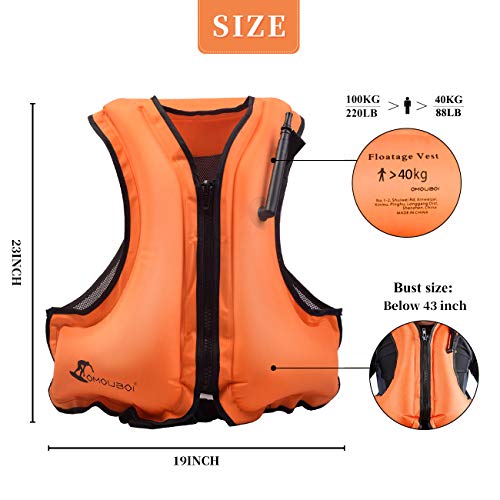 SIZE
100KG > > 40KG
220LB 88LB
Floatage Vest
>40kg
OMOUBOI
MADE IN CHINA
23INCH
Bust size:
Below 43 inch
OMOUBOI
19INCH